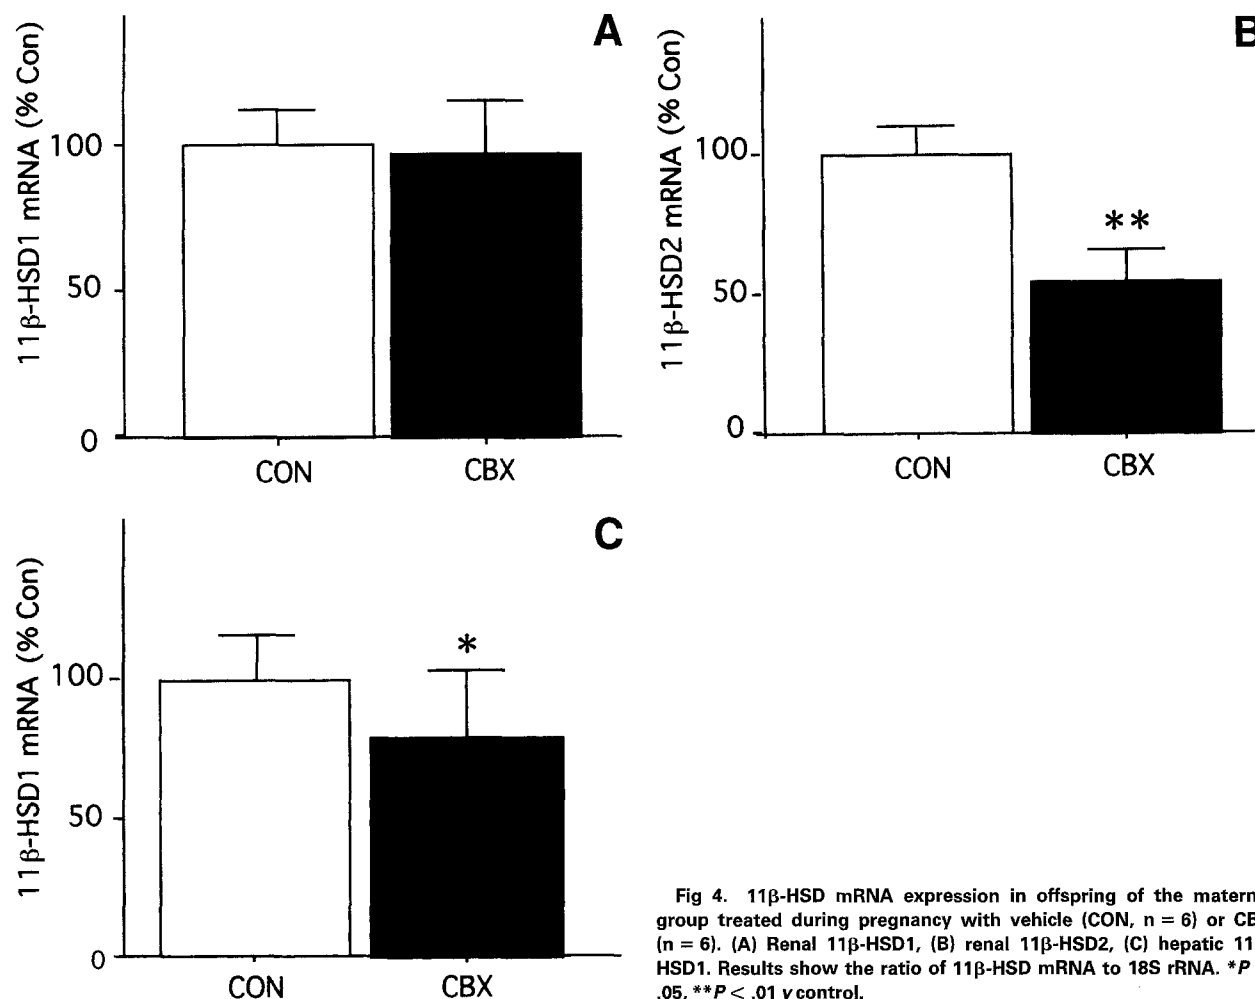 A
11β-HSD1 mRNA (% Con)
100
50
0
CON CBX
B
11β-HSD2 mRNA (% Con)
100
50
0
CON CBX
**
C
11β-HSD1 mRNA (% Con)
100
50
0
CON CBX
*
Fig 4. 11β-HSD mRNA expression in offspring of the matern
group treated during pregnancy with vehicle (CON, n = 6) or CB
(n = 6). (A) Renal 11β-HSD1, (B) renal 11β-HSD2, (C) hepatic 11
HSD1. Results show the ratio of 11β-HSD mRNA to 18S rRNA. *P
.05, **P < .01 v control.